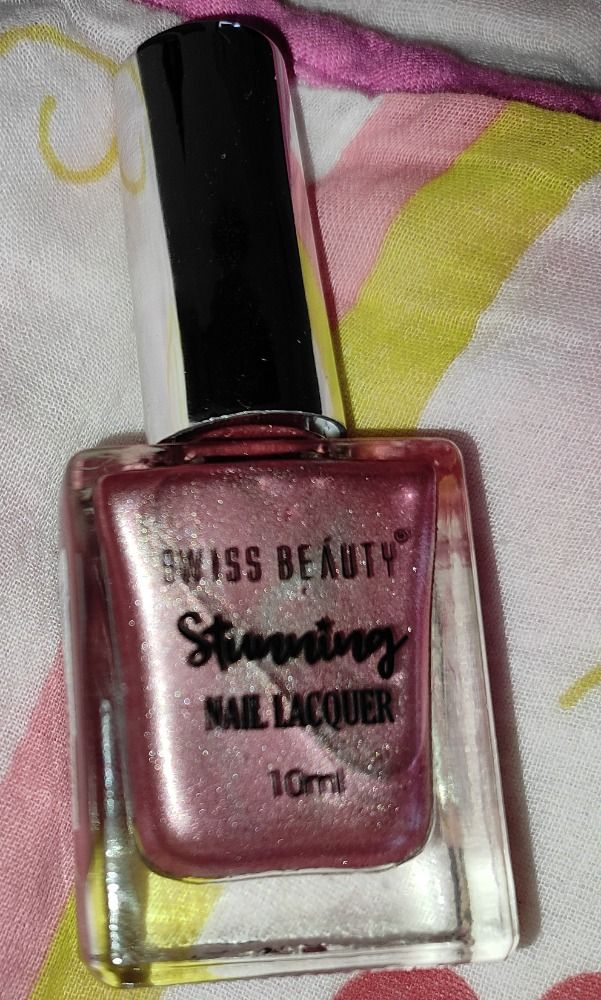 SWISS BEAUTY®
Stunning
NAIL LACQUER
10ml